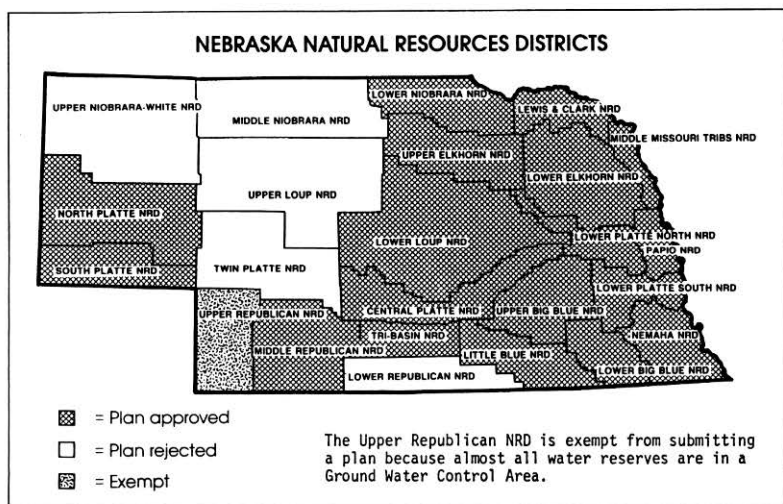 NEBRASKA NATURAL RESOURCES DISTRICTS
LOWER NIOBRARA NRD
UPPER NIOBRARA-WHITE NRD
LEWIS & CLARK NRD
MIDDLE NIOBRARA NRD
MIDDLE MISSOURI TRIBS NRD
UPPER ELKHORN NRD
LOWER ELKHORN NRD
UPPER LOUP NRD
NORTH PLATTE NRD
LOWER PLATTE NORTH NRD
LOWER LOUP NRD
PAPIO NRD
SOUTH PLATTE NRD
TWIN PLATTE NRD
LOWER PLATTE SOUTH NRD
UPPER REPUBLICAN NRD
CENTRAL PLATTE NRD
UPPER BIG BLUE NRD
TRI-BASIN NRD
NEMAHA NRD
MIDDLE REPUBLICAN NRD
LITTLE BLUE NRD
LOWER REPUBLICAN NRD
LOWER BIG BLUE NRD
= Plan approved
= Plan rejected
= Exempt
The Upper Republican NRD is exempt from submitting
a plan because almost all water reserves are in a
Ground Water Control Area.